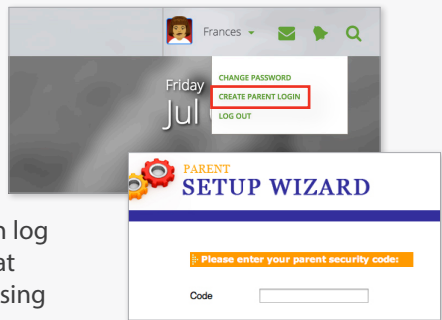 Frances
Friday
Jul
CHANGE PASSWORD
CREATE PARENT LOGIN
LOG OUT
PARENT
SETUP WIZARD
n log
at
sing
Please enter your parent security code:
Code